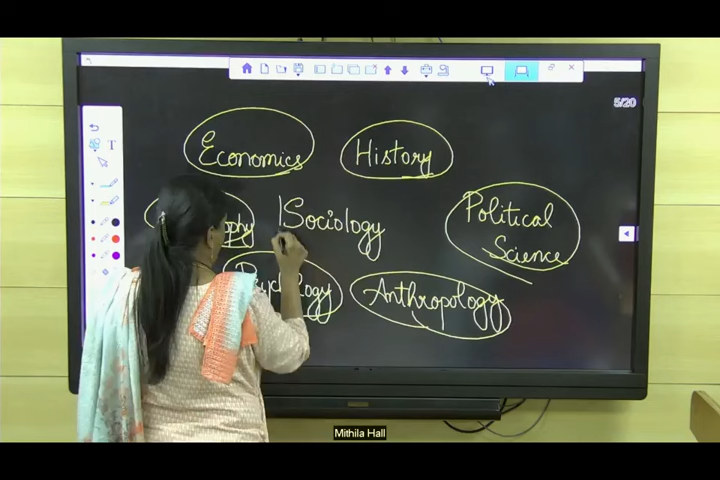 5/20
T
Economics
History
Sociology
Political
Science
Anthropology
Mithila Hall